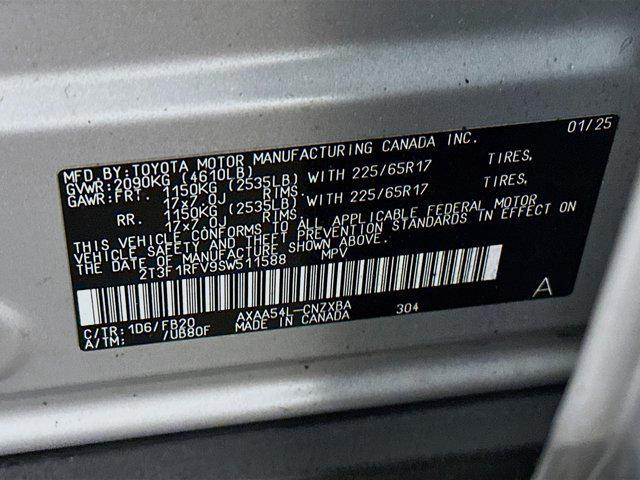 MFD.BY:TOYOTA MOTOR MANUFACTURING CANADA INC. 01/25
GVWR:2090KG (4610LB)
GAWR:FRT. 1150KG (2535LB) WITH 225/65R17 TIRES,
17x7.0J RIMS.
RR. 1150KG (2535LB) WITH 225/65R17 TIRES,
17x7.0J RIMS.
THIS VEHICLE CONFORMS TO ALL APPLICABLE FEDERAL MOTOR
VEHICLE SAFETY AND THEFT PREVENTION STANDARDS IN EFFECT ON
THE DATE OF MANUFACTURE SHOWN ABOVE.
2T3F1RFV9SW511588 MPV
C/TR:1D6/FB20 AXAA54L-CNZXBA 304 A
A/TM: /UB80F MADE IN CANADA